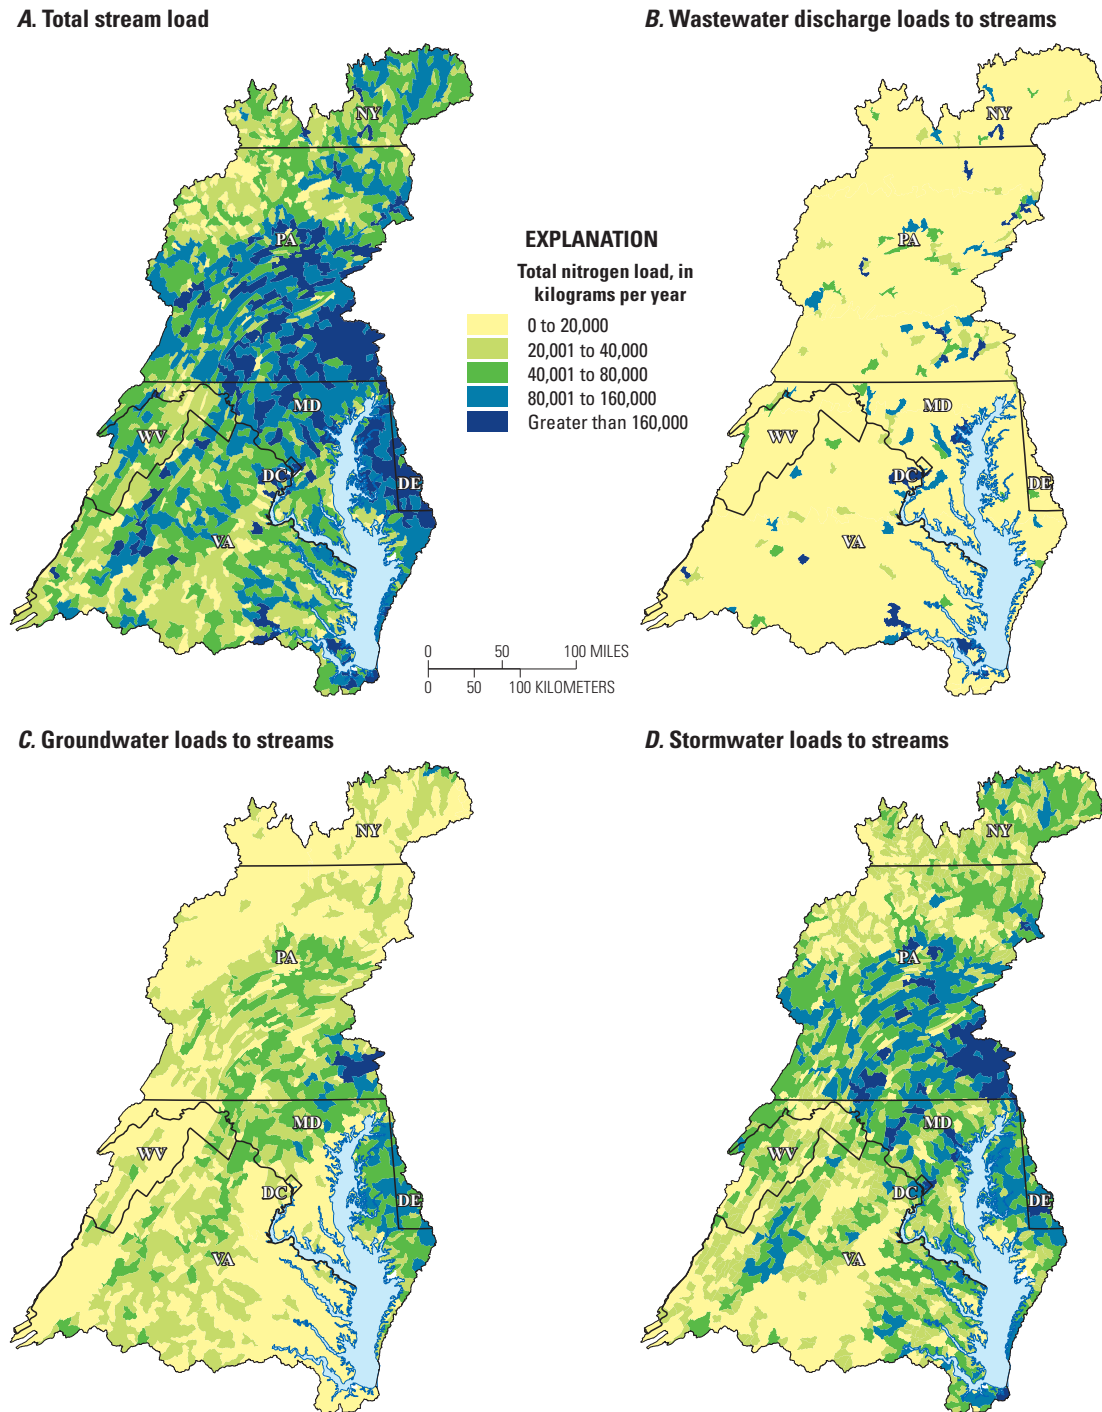 A. Total stream load
B. Wastewater discharge loads to streams
NY
PA
MD
WV
DC
DE
VA
EXPLANATION
Total nitrogen load, in
kilograms per year
0 to 20,000
20,001 to 40,000
40,001 to 80,000
80,001 to 160,000
Greater than 160,000
NY
PA
MD
WV
DC
DE
VA
0 50 100 MILES
0 50 100 KILOMETERS
C. Groundwater loads to streams
D. Stormwater loads to streams
NY
PA
MD
WV
DC
DE
VA
NY
PA
MD
WV
DC
DE
VA